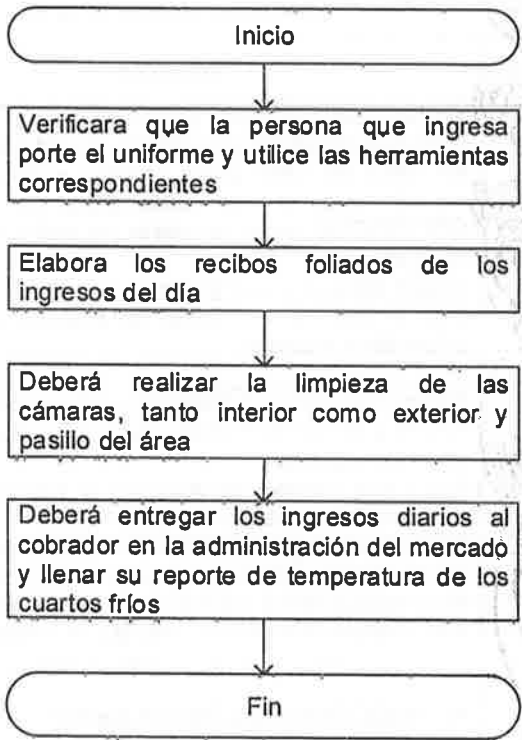 Inicio
Verificara que la persona que ingresa
porte el uniforme y utilice las herramientas
correspondientes
Elabora los recibos foliados de los
ingresos del día
Deberá realizar la limpieza de las
cámaras, tanto interior como exterior y
pasillo del área
Deberá entregar los ingresos diarios al
cobrador en la administración del mercado
y llenar su reporte de temperatura de los
cuartos fríos
Fin